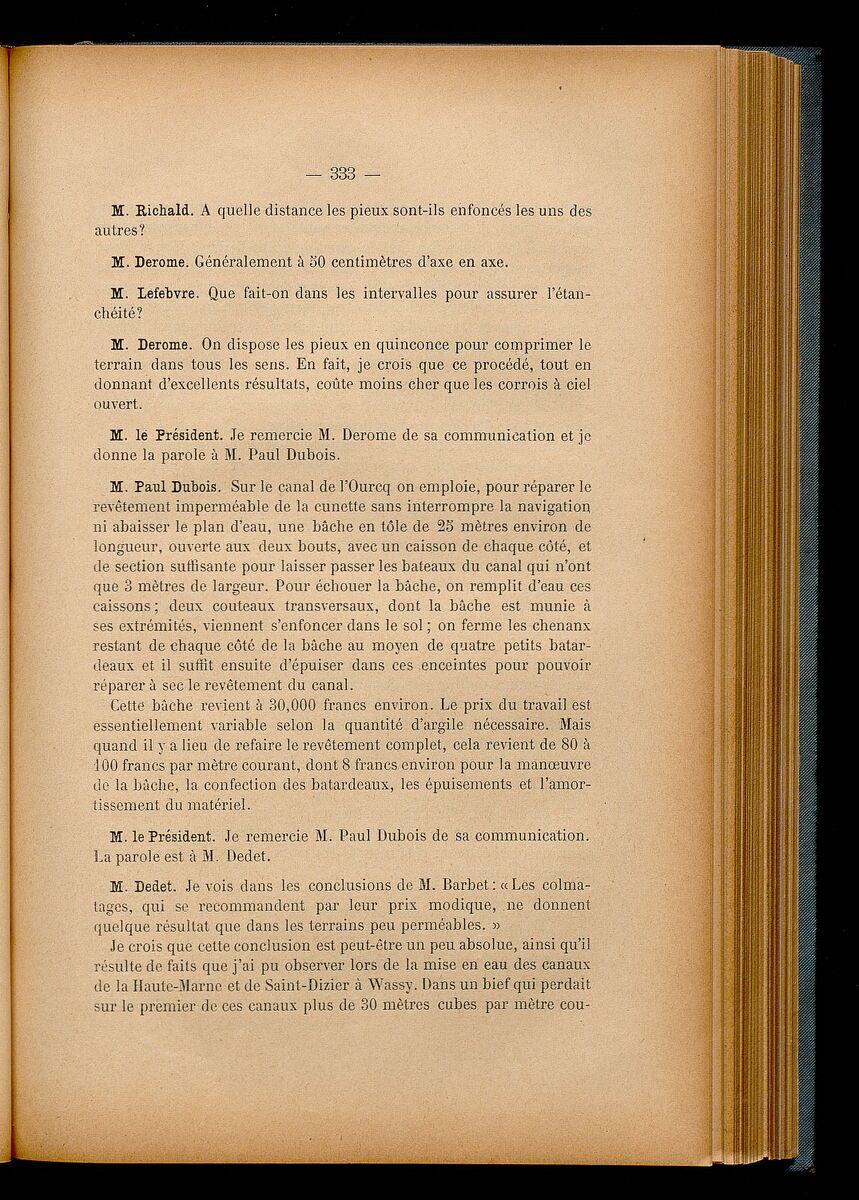 — 333 —
M. Richald. A quelle distance les pieux sont-ils enfoncés les uns des
autres?
M. Derome. Généralement à 50 centimètres d'axe en axe.
M. Lefebvre. Que fait-on dans les intervalles pour assurer l'étan-
chéité?
M. Derome. On dispose les pieux en quinconce pour comprimer le
terrain dans tous les sens. En fait, je crois que ce procédé, tout en
donnant d'excellents résultats, coûte moins cher que les corrois à ciel
ouvert.
M. le Président. Je remercie M. Derome de sa communication et je
donne la parole à M. Paul Dubois.
M. Paul Dubois. Sur le canal de l'Ourcq on emploie, pour réparer le
revêtement imperméable de la cunette sans interrompre la navigation
ni abaisser le plan d'eau, une bâche en tôle de 25 mètres environ de
longueur, ouverte aux deux bouts, avec un caisson de chaque côté, et
de section suffisante pour laisser passer les bateaux du canal qui n'ont
que 3 mètres de largeur. Pour échouer la bâche, on remplit d'eau ces
caissons; deux couteaux transversaux, dont la bâche est munie à
ses extrémités, viennent s'enfoncer dans le sol; on ferme les chenanx
restant de chaque côté de la bâche au moyen de quatre petits batar-
deaux et il suffit ensuite d'épuiser dans ces enceintes pour pouvoir
réparer à sec le revêtement du canal.
Cette bâche revient à 30,000 francs environ. Le prix du travail est
essentiellement variable selon la quantité d'argile nécessaire. Mais
quand il y a lieu de refaire le revêtement complet, cela revient de 80 à
100 francs par mètre courant, dont 8 francs environ pour la manœuvre
de la bâche, la confection des batardeaux, les épuisements et l'amor-
tissement du matériel.
M. le Président. Je remercie M. Paul Dubois de sa communication.
La parole est à M. Dedet.
M. Dedet. Je vois dans les conclusions de M. Barbet: « Les colma-
tages, qui se recommandent par leur prix modique, ne donnent
quelque résultat que dans les terrains peu perméables. »
Je crois que cette conclusion est peut-être un peu absolue, ainsi qu'il
résulte de faits que j'ai pu observer lors de la mise en eau des canaux
de la Haute-Marne et de Saint-Dizier à Wassy. Dans un bief qui perdait
sur le premier de ces canaux plus de 30 mètres cubes par mètre cou-